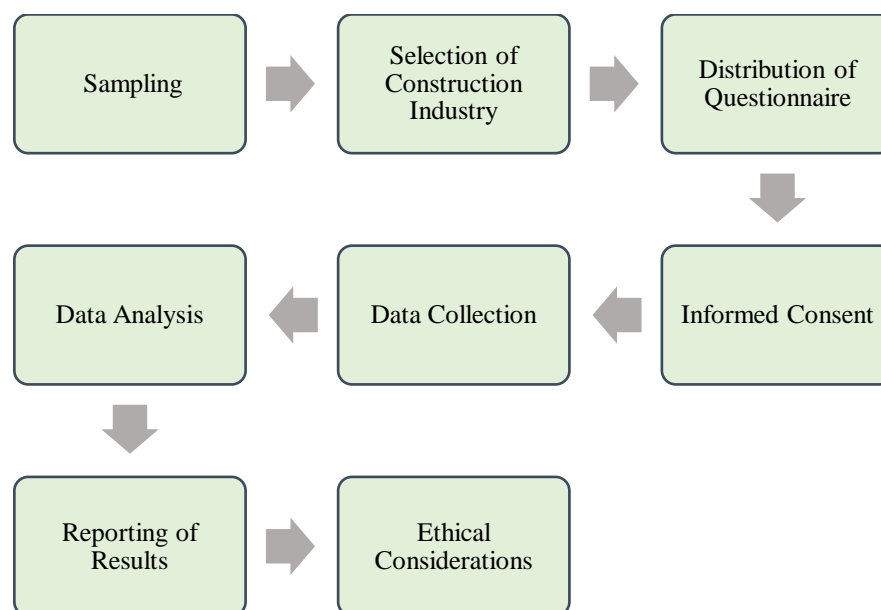 Sampling
Selection of
Construction
Industry
Distribution of
Questionnaire
Informed Consent
Data Collection
Data Analysis
Reporting of
Results
Ethical
Considerations